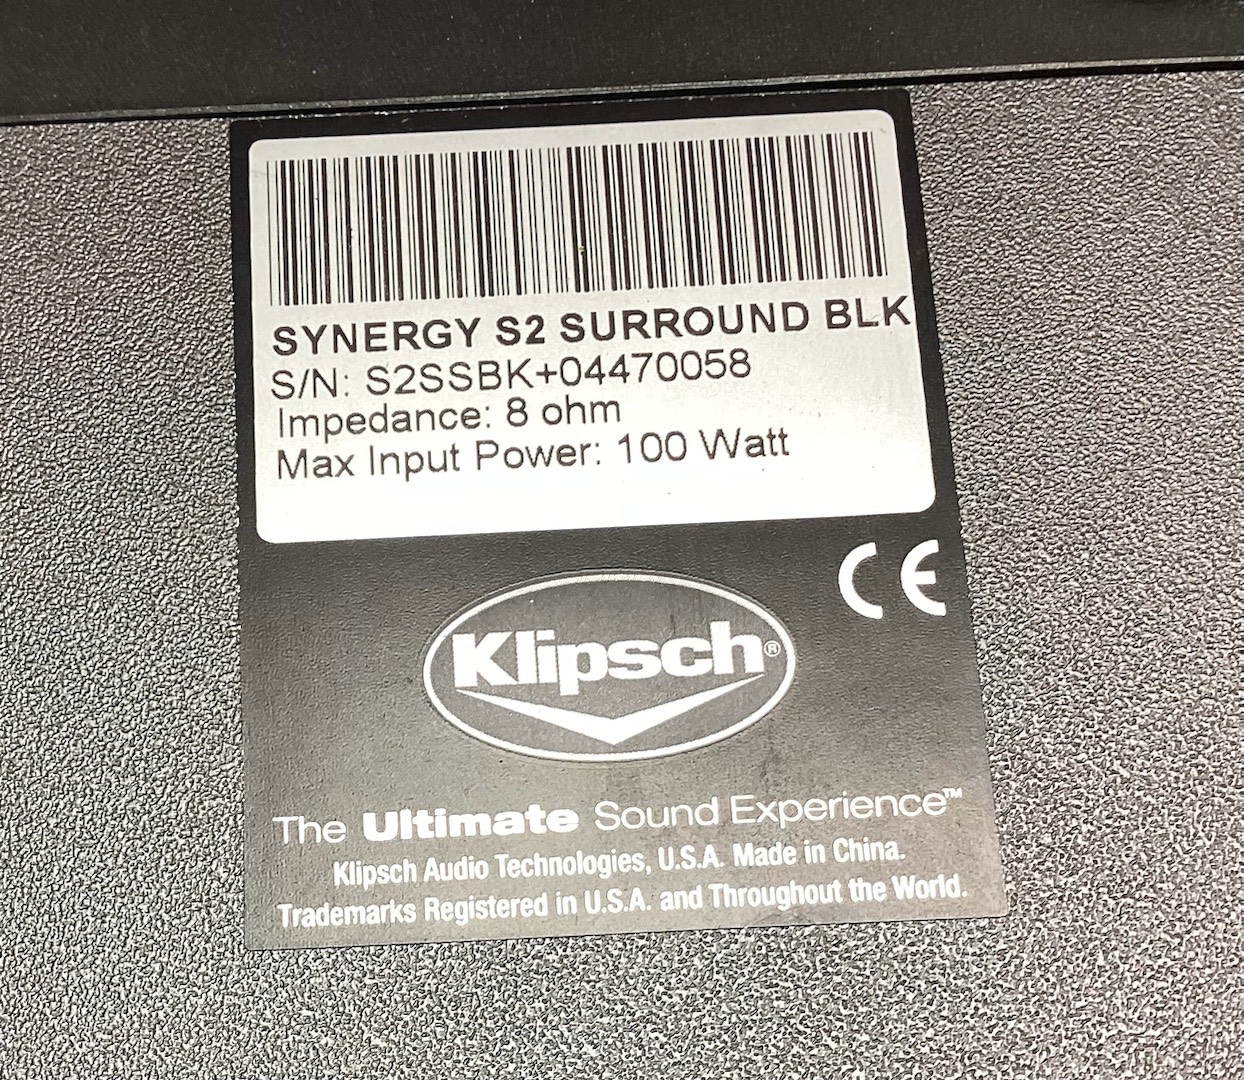 SYNERGY S2 SURROUND BLK
S/N: S2SSBK+04470058
Impedance: 8 ohm
Max Input Power: 100 Watt
CE
Klipsch®
The Ultimate Sound Experience™
Klipsch Audio Technologies, U.S.A. Made in China.
Trademarks Registered in U.S.A. and Throughout the World.